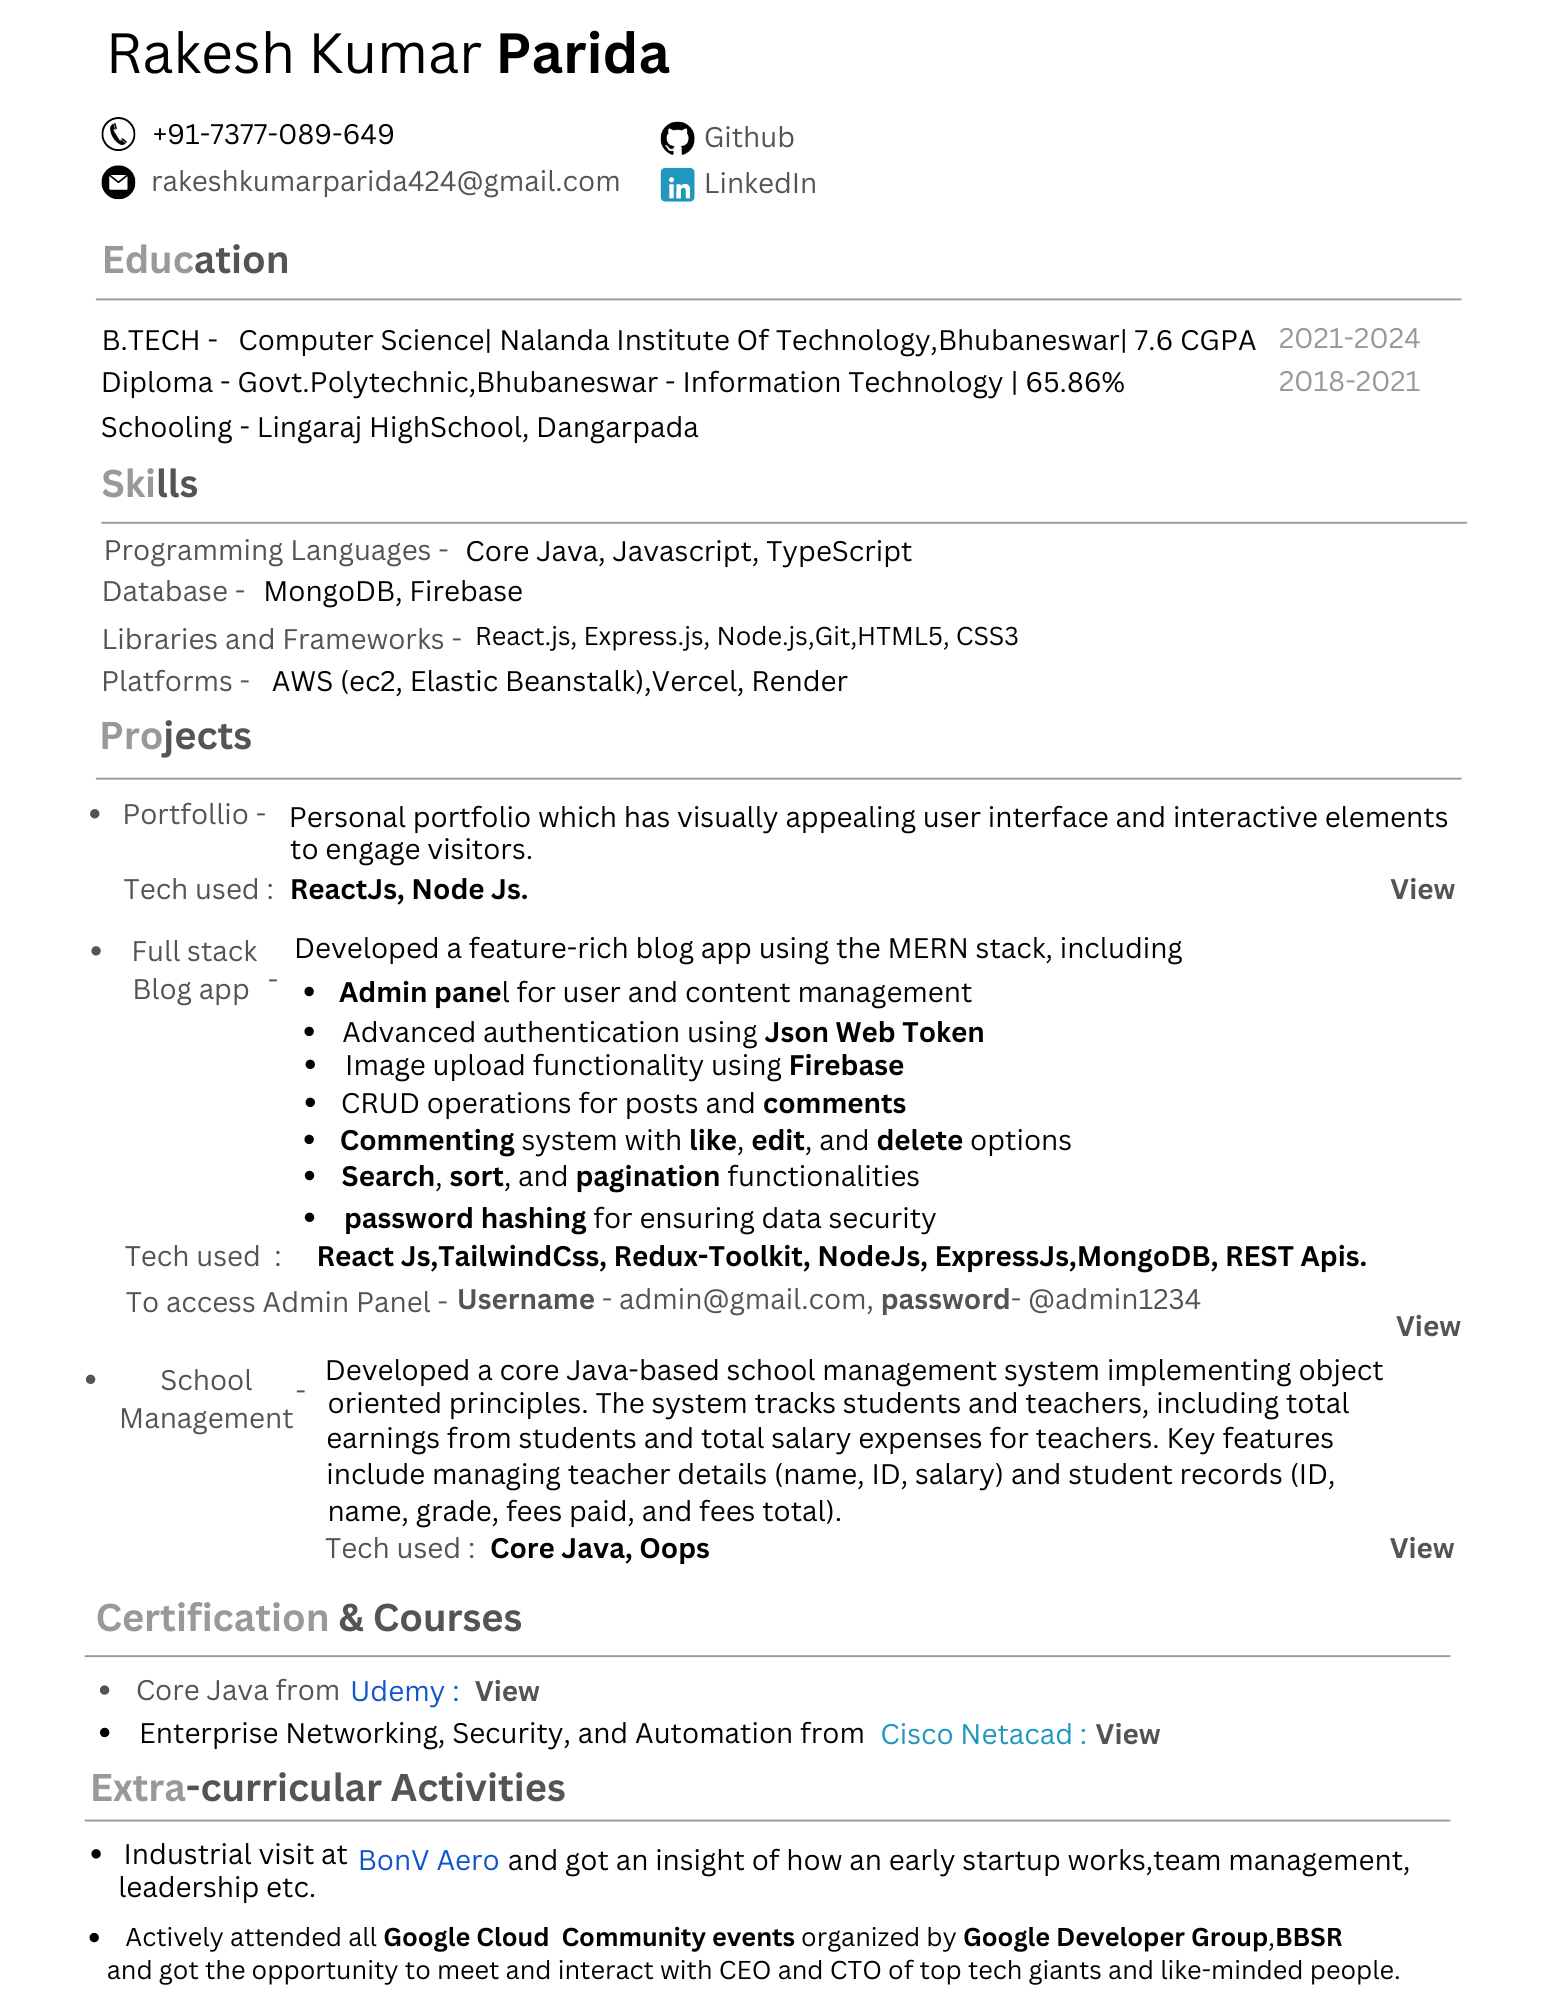 Rakesh Kumar Parida
+91-7377-089-649
Github
rakeshkumarparida424@gmail.com
LinkedIn
Education
B.TECH - Computer Science| Nalanda Institute Of Technology,Bhubaneswar| 7.6 CGPA 2021-2024
Diploma - Govt.Polytechnic,Bhubaneswar - Information Technology | 65.86% 2018-2021
Schooling - Lingaraj HighSchool, Dangarpada
Skills
Programming Languages - Core Java, Javascript, TypeScript
Database - MongoDB, Firebase
Libraries and Frameworks - React.js, Express.js, Node.js,Git,HTML5, CSS3
Platforms - AWS (ec2, Elastic Beanstalk),Vercel, Render
Projects
• Portfollio - Personal portfolio which has visually appealing user interface and interactive elements
to engage visitors.
Tech used : ReactJs, Node Js. View
• Full stack Blog app - Developed a feature-rich blog app using the MERN stack, including
• Admin panel for user and content management
• Advanced authentication using Json Web Token
• Image upload functionality using Firebase
• CRUD operations for posts and comments
• Commenting system with like, edit, and delete options
• Search, sort, and pagination functionalities
• password hashing for ensuring data security
Tech used : React Js,TailwindCss, Redux-Toolkit, NodeJs, ExpressJs,MongoDB, REST Apis.
To access Admin Panel - Username - admin@gmail.com, password- @admin1234
View
• School Management - Developed a core Java-based school management system implementing object
oriented principles. The system tracks students and teachers, including total
earnings from students and total salary expenses for teachers. Key features
include managing teacher details (name, ID, salary) and student records (ID,
name, grade, fees paid, and fees total).
Tech used : Core Java, Oops View
Certification & Courses
• Core Java from Udemy : View
• Enterprise Networking, Security, and Automation from Cisco Netacad : View
Extra-curricular Activities
• Industrial visit at BonV Aero and got an insight of how an early startup works,team management,
leadership etc.
• Actively attended all Google Cloud Community events organized by Google Developer Group,BBSR
and got the opportunity to meet and interact with CEO and CTO of top tech giants and like-minded people.